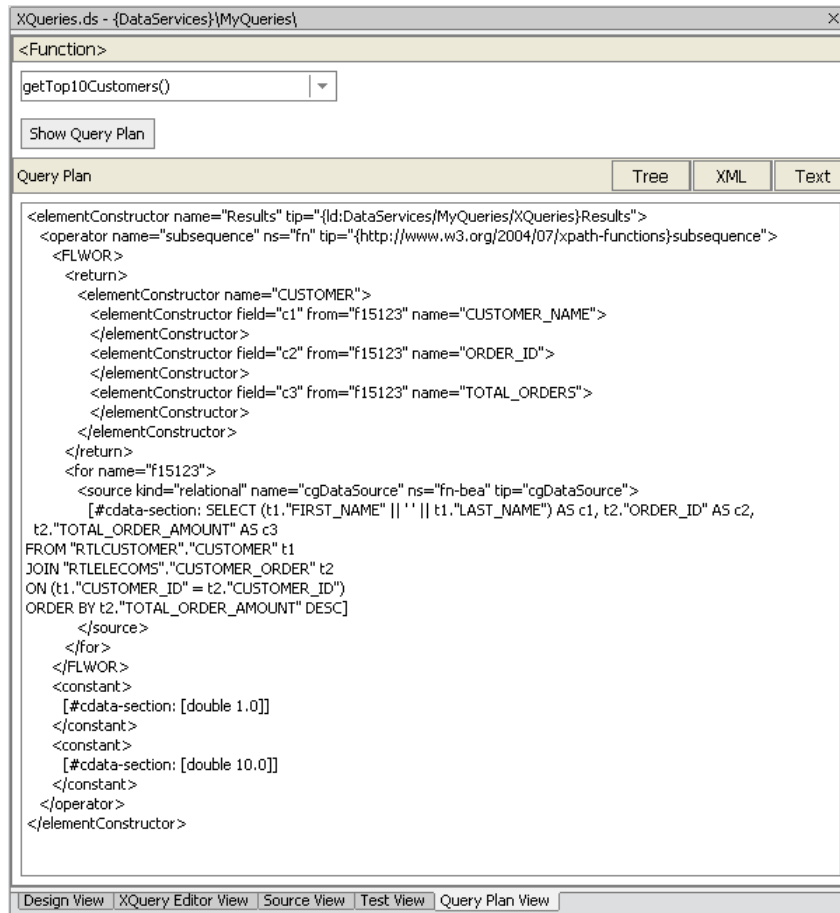 XQueries.ds - {DataServices}\MyQueries\
<Function>
getTop10Customers()
Show Query Plan
Query Plan Tree XML Text
<elementConstructor name="Results" tip="{ld:DataServices/MyQueries/XQueries}Results">
<operator name="subsequence" ns="fn" tip="{http://www.w3.org/2004/07/xpath-functions}subsequence">
<FLWOR>
<return>
<elementConstructor name="CUSTOMER">
<elementConstructor field="c1" from="f15123" name="CUSTOMER_NAME">
</elementConstructor>
<elementConstructor field="c2" from="f15123" name="ORDER_ID">
</elementConstructor>
<elementConstructor field="c3" from="f15123" name="TOTAL_ORDERS">
</elementConstructor>
</elementConstructor>
</return>
<for name="f15123">
<source kind="relational" name="cgDataSource" ns="fn-bea" tip="cgDataSource">
[#cdata-section: SELECT (t1."FIRST_NAME" || ' ' || t1."LAST_NAME") AS c1, t2."ORDER_ID" AS c2,
t2."TOTAL_ORDER_AMOUNT" AS c3
FROM "RTLCUSTOMER"."CUSTOMER" t1
JOIN "RTLELECOMS"."CUSTOMER_ORDER" t2
ON (t1."CUSTOMER_ID" = t2."CUSTOMER_ID")
ORDER BY t2."TOTAL_ORDER_AMOUNT" DESC]
</source>
</for>
</FLWOR>
<constant>
[#cdata-section: [double 1.0]]
</constant>
<constant>
[#cdata-section: [double 10.0]]
</constant>
</operator>
</elementConstructor>
Design View XQuery Editor View Source View Test View Query Plan View